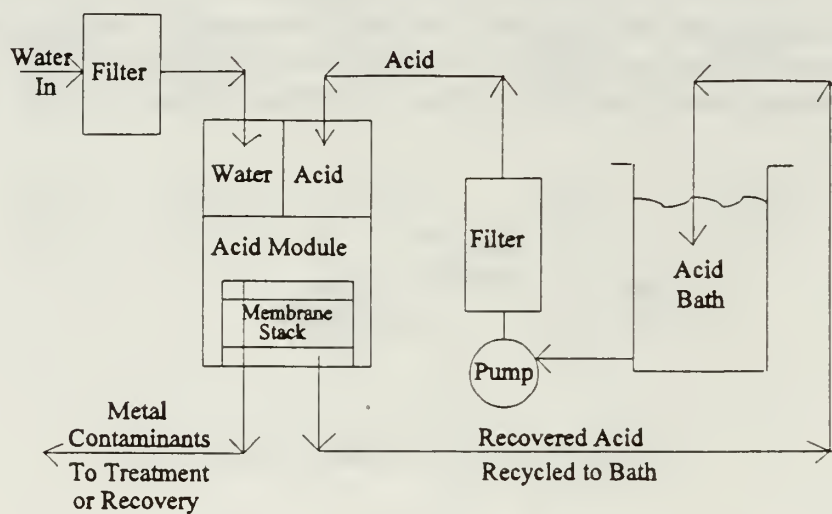 Water
In
Filter
Acid
Water
Acid
Acid Module
Membrane
Stack
Filter
Pump
Acid
Bath
Metal
Contaminants
To Treatment
or Recovery
Recovered Acid
Recycled to Bath